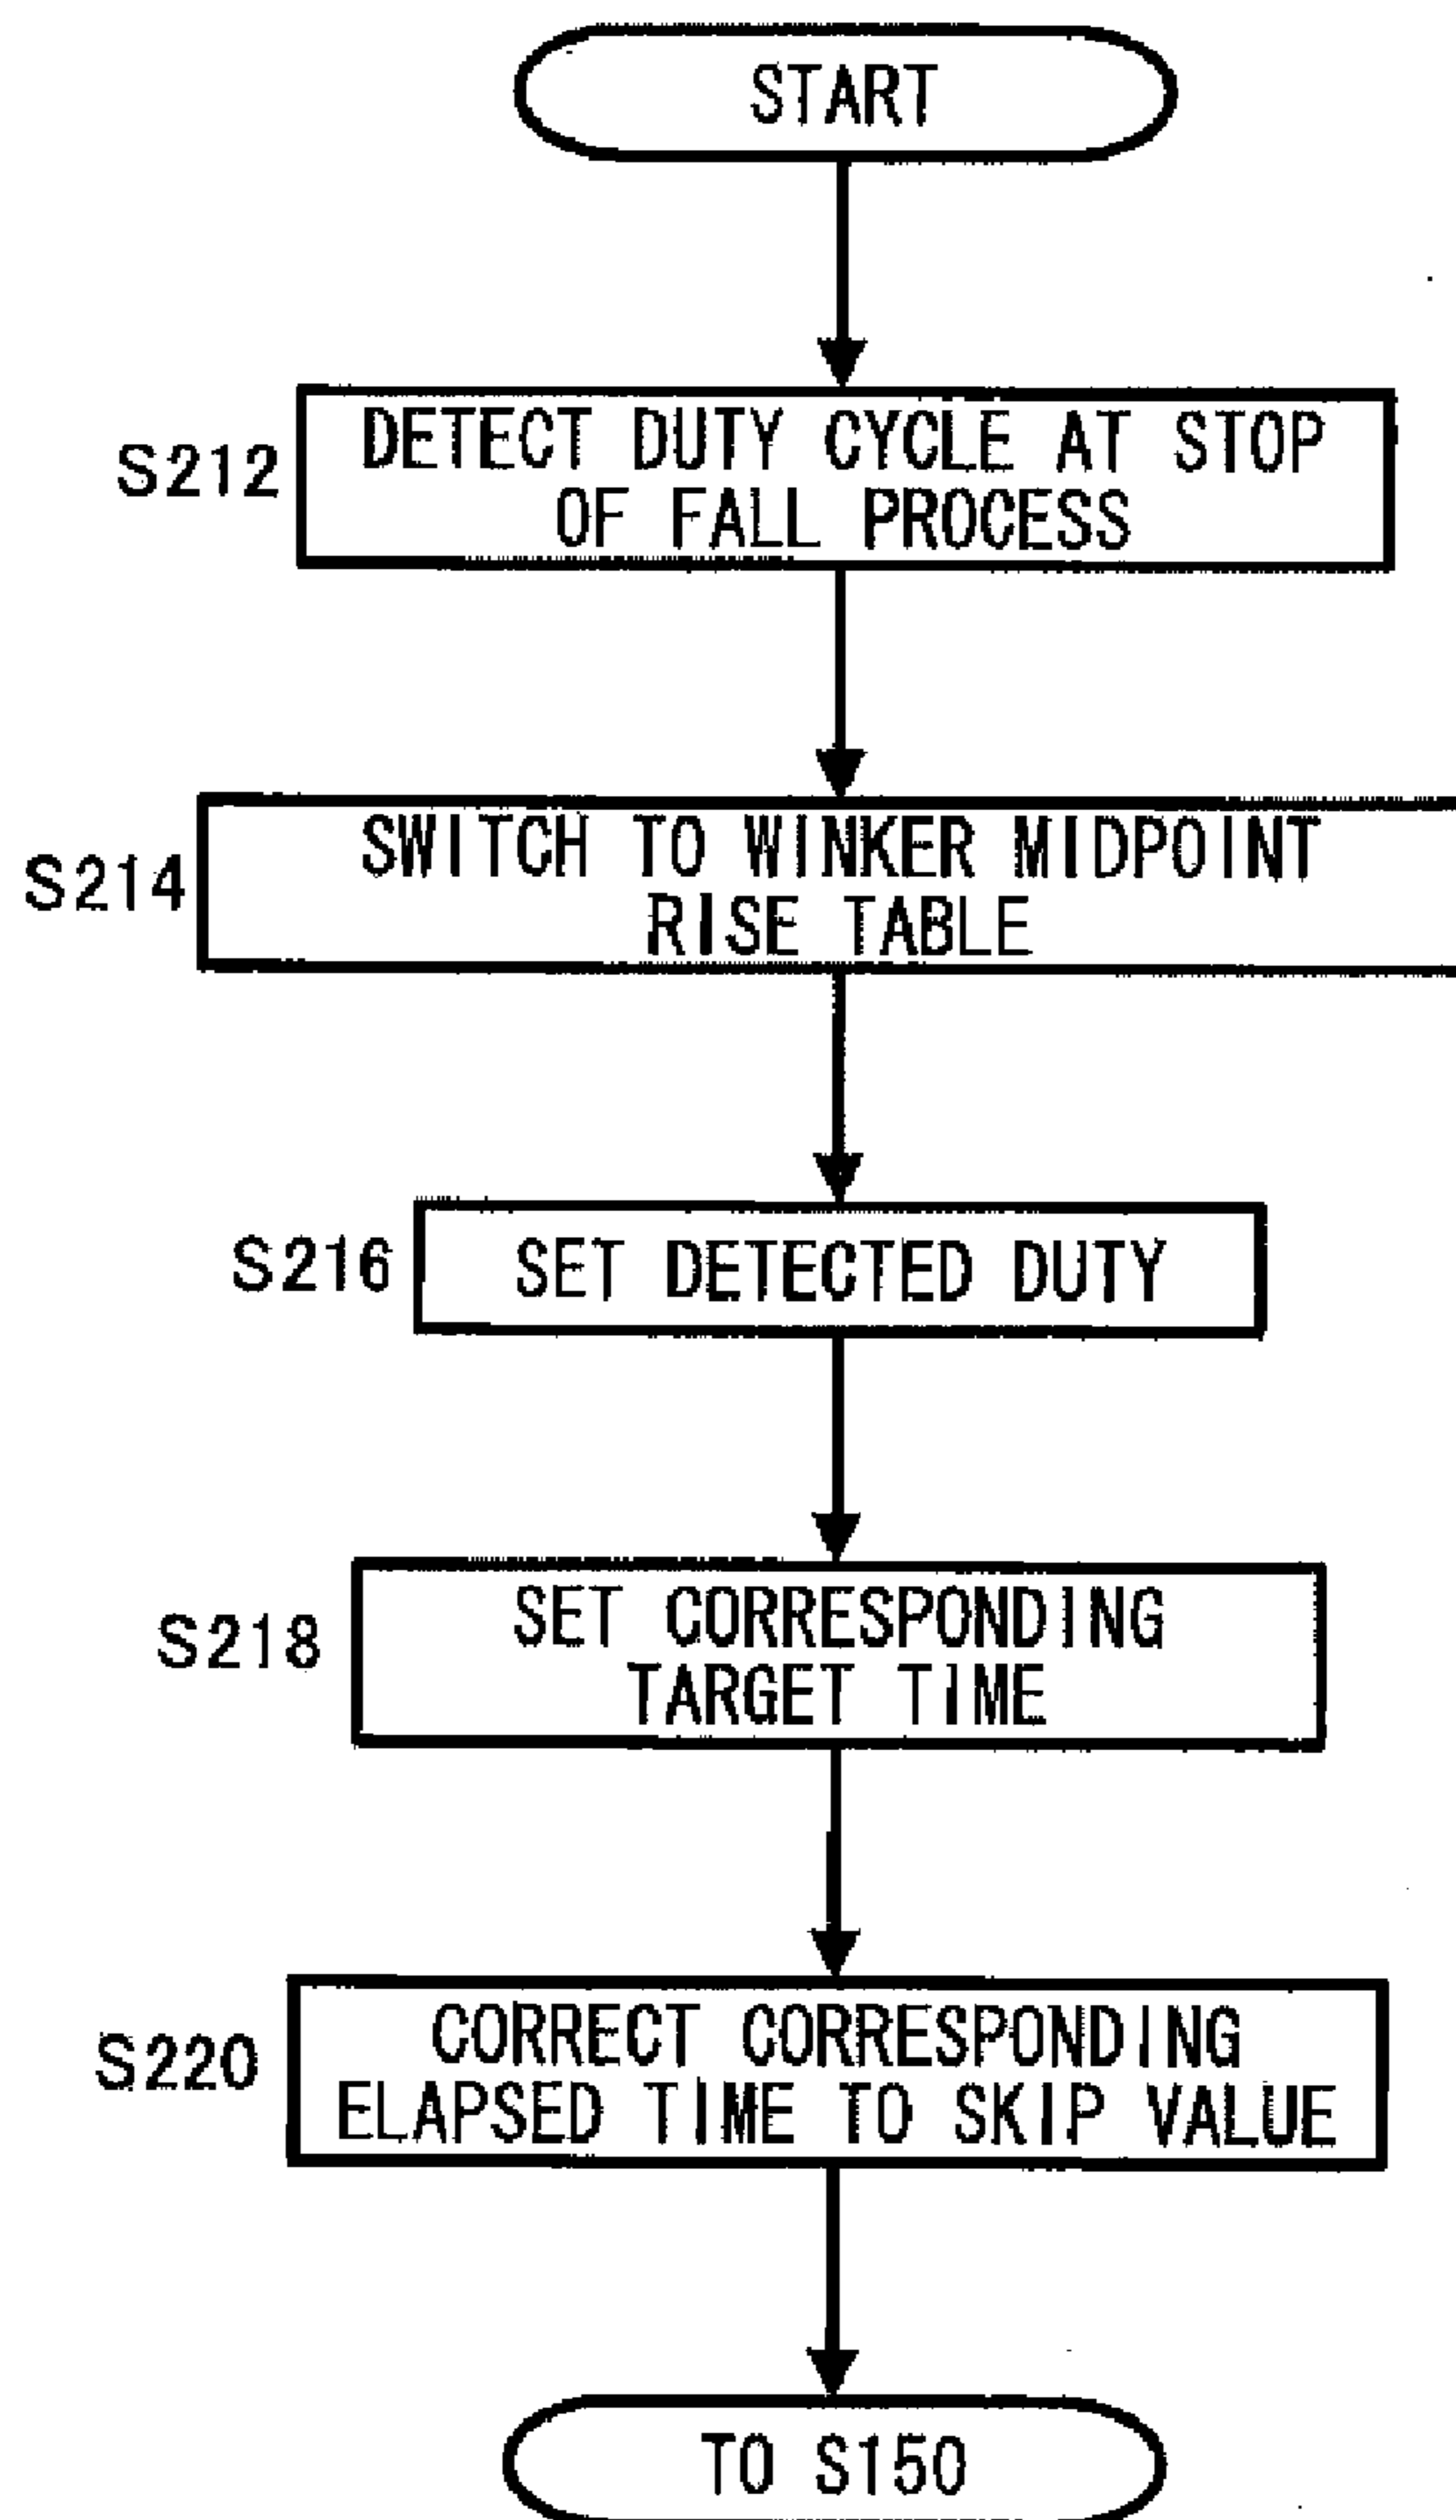 START
S212
DETECT DUTY CYCLE AT STOP
OF FALL PROCESS
S214
SWITCH TO WINKER MIDPOINT
RISE TABLE
S216
SET DETECTED DUTY
S218
SET CORRESPONDING
TARGET TIME
S220
CORRECT CORRESPONDING
ELAPSED TIME TO SKIP VALUE
TO S150